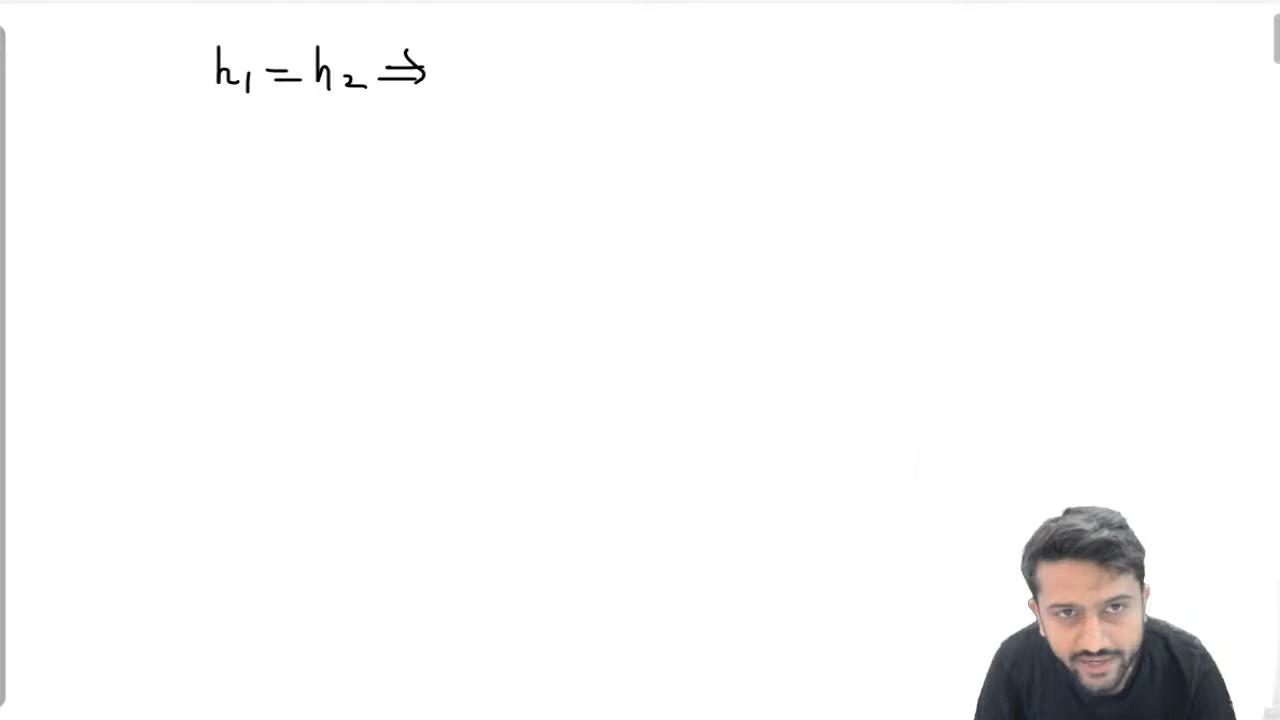 h₁ = h₂ ⇒